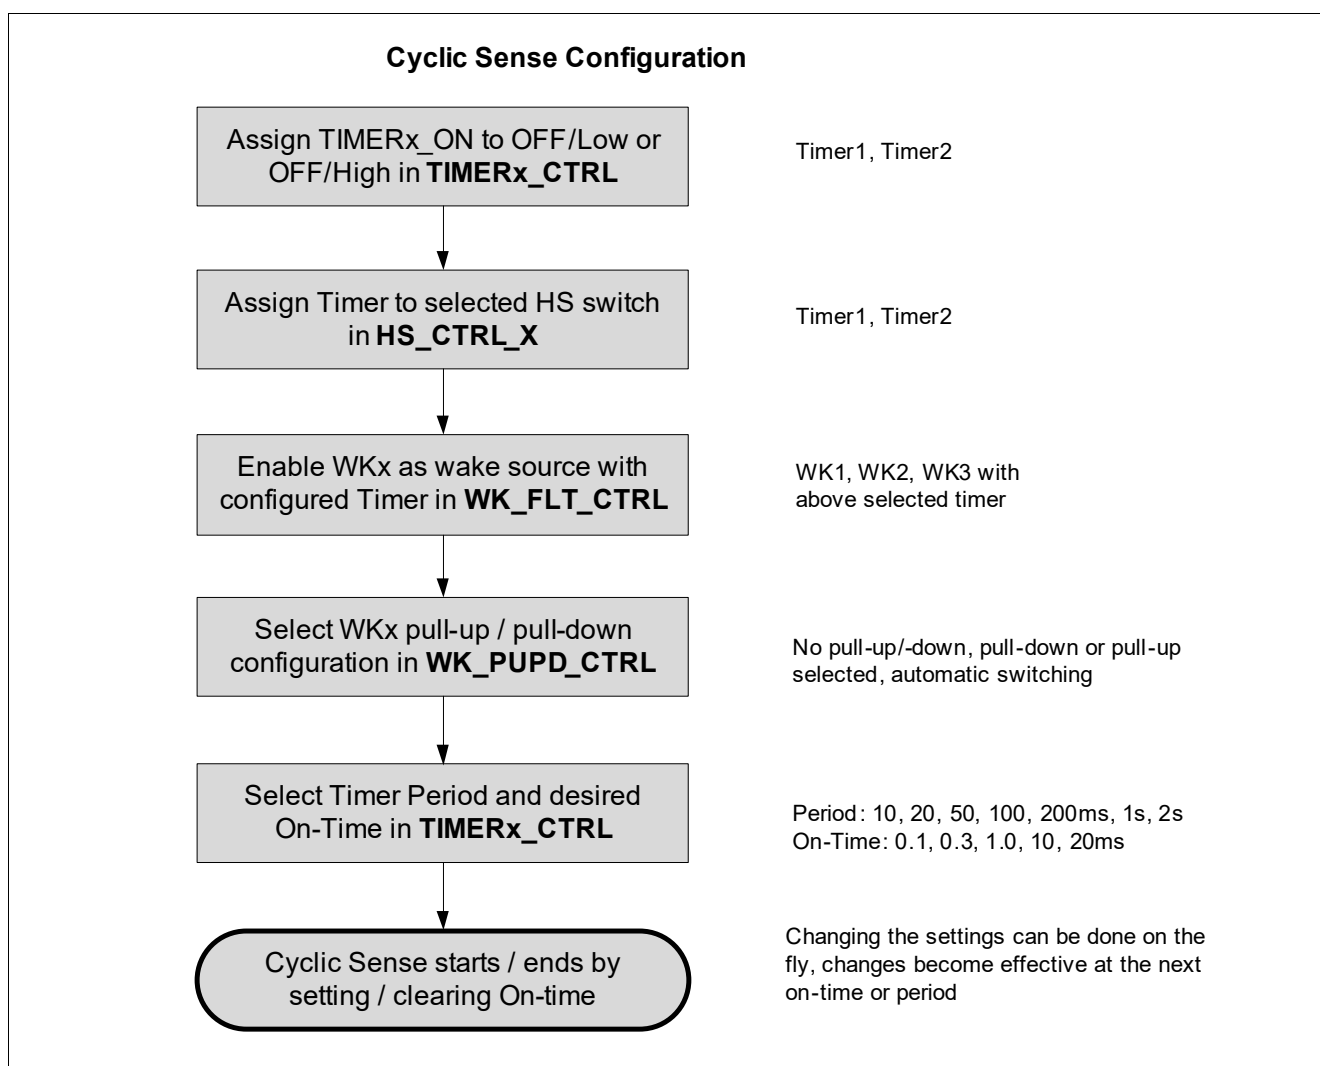 Cyclic Sense Configuration
Assign TIMERx_ON to OFF/Low or
OFF/High in TIMERx_CTRL
Timer1, Timer2
Assign Timer to selected HS switch
in HS_CTRL_X
Timer1, Timer2
Enable WKx as wake source with
configured Timer in WK_FLT_CTRL
WK1, WK2, WK3 with
above selected timer
Select WKx pull-up / pull-down
configuration in WK_PUPD_CTRL
No pull-up/-down, pull-down or pull-up
selected, automatic switching
Select Timer Period and desired
On-Time in TIMERx_CTRL
Period: 10, 20, 50, 100, 200ms, 1s, 2s
On-Time: 0.1, 0.3, 1.0, 10, 20ms
Cyclic Sense starts / ends by
setting / clearing On-time
Changing the settings can be done on the
fly, changes become effective at the next
on-time or period